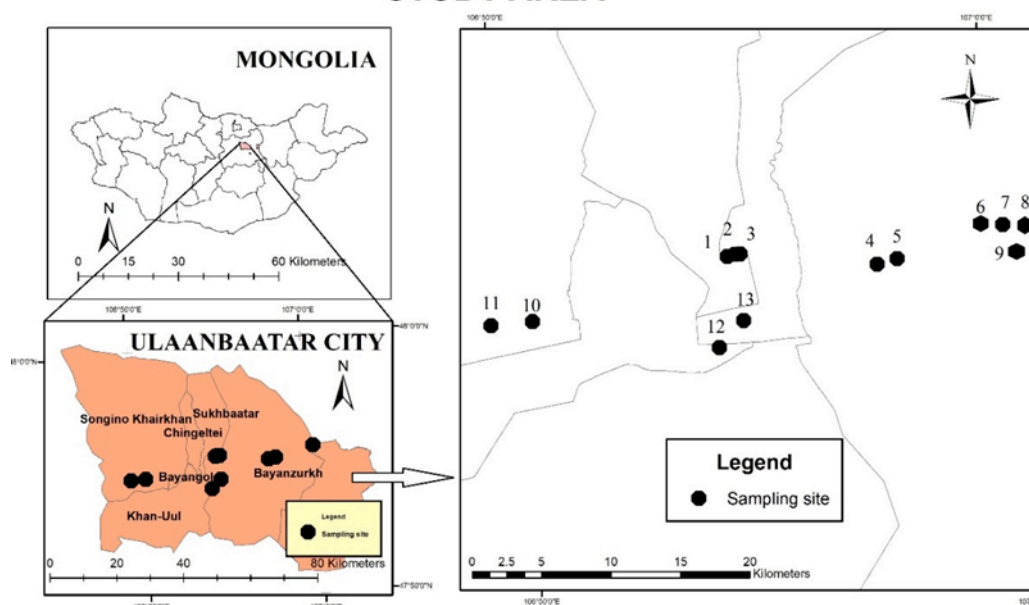 MONGOLIA
N
0 15 30 60 Kilometers
106°50'0"E 107°0'0"E
ULAANBAATAR CITY
N
Songino Khairkhan
Sukhbaatar
Chingeltei
Bayangol
Bayanzurkh
Khan-Uul
Legend
Sampling site
0 20 40 80 Kilometers
47°50'0"N
106°50'0"E 107°0'0"E
N
6 7 8
2 3
1
4 5
9
11 10
13
12
Legend
Sampling site
0 2.5 5 10 15 20
Kilometers
106°50'0"E